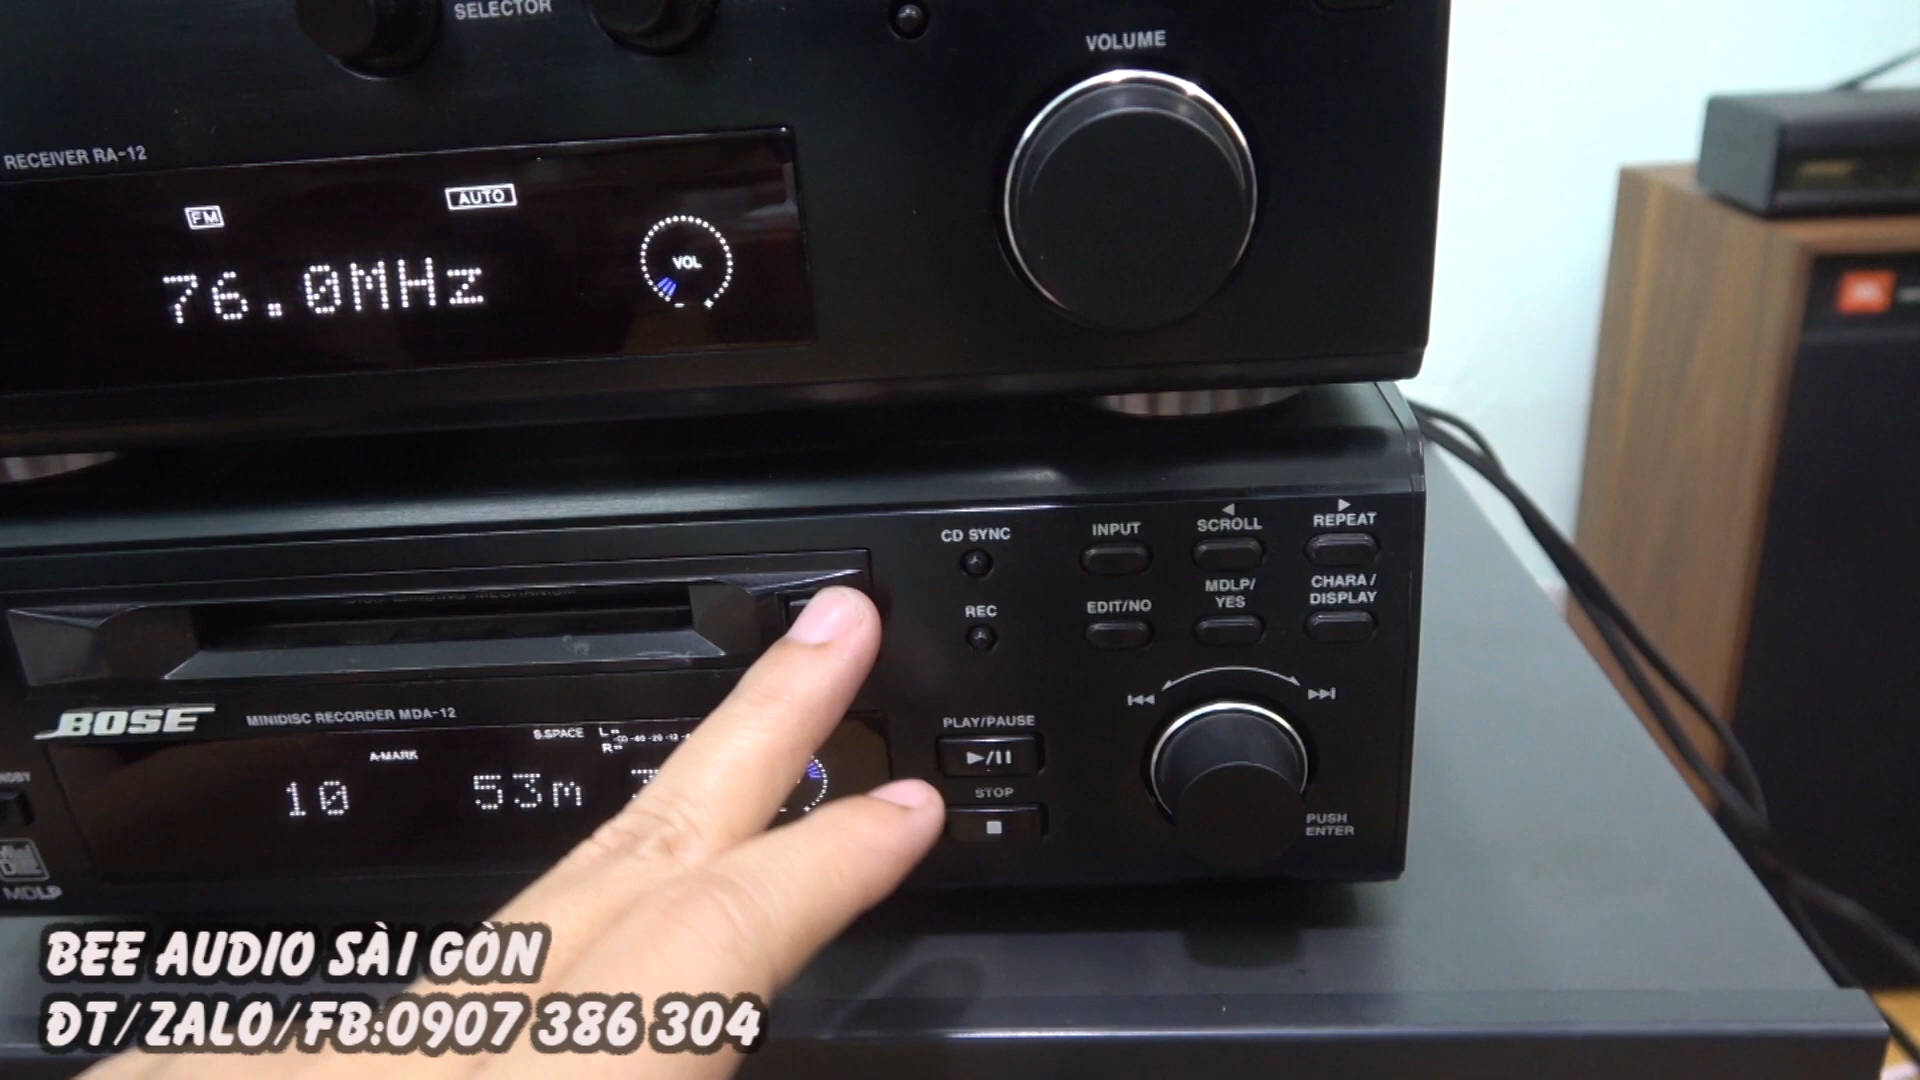 SELECTOR
VOLUME
RECEIVER RA-12
FM
AUTO
76.0MHz
VOL
CD SYNC
INPUT
SCROLL
REPEAT
REC
EDIT/NO
MDLP/
YES
CHARA/
DISPLAY
BOSE
MINIDISC RECORDER MDA-12
A-MARK
S.SPACE
L
R
10
53m
PLAY/PAUSE
STOP
PUSH
ENTER
MDLP
JBL
BEE AUDIO SÀI GÒN
ĐT/ZALO/FB:0907 386 304